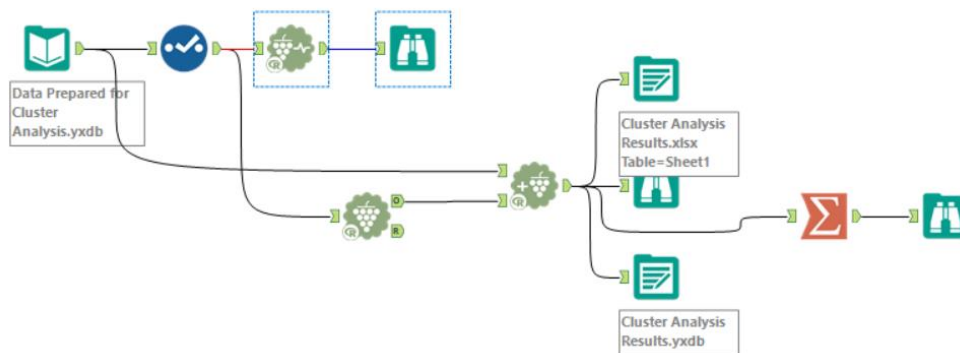 Data Prepared for
Cluster
Analysis.yxdb
Cluster Analysis
Results.xlsx
Table=Sheet1
O
R
Cluster Analysis
Results.yxdb